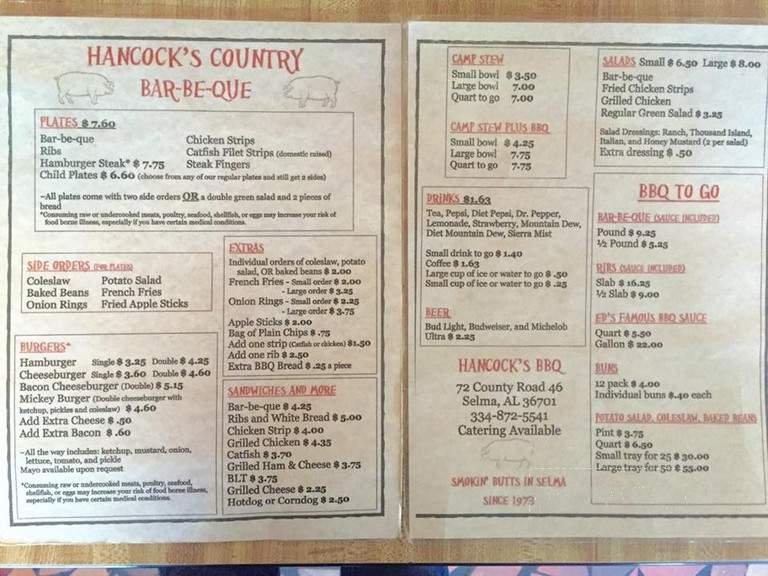 HANCOCK'S COUNTRY
BAR-BE-QUE
PLATES $ 7.60
Bar-be-que
Ribs
Hamburger Steak* $ 7.75
Chicken Strips
Catfish Filet Strips (domestic raised)
Steak Fingers
Child Plates $ 6.60 (choose from any of our regular plates and still get 2 sides)
~All plates come with two side orders OR a double green salad and 2 pieces of
bread
*Consuming raw or undercooked meats, poultry, seafood, shellfish, or eggs may increase your risk of
food borne illness, especially if you have certain medical conditions.
SIDE ORDERS (FOR PLATES)
Coleslaw
Baked Beans
Onion Rings
Potato Salad
French Fries
Fried Apple Sticks
BURGERS*
Hamburger Single $ 3.25 Double $ 4.25
Cheeseburger Single $ 3.60 Double $ 4.60
Bacon Cheeseburger (Double) $ 5.15
Mickey Burger (Double cheeseburger with
ketchup, pickles and coleslaw) $ 4.60
Add Extra Cheese $ .50
Add Extra Bacon $ .60
~All the way includes: ketchup, mustard, onion,
lettuce, tomato, and pickle
Mayo available upon request
*Consuming raw or undercooked meats, poultry, seafood,
shellfish, or eggs may increase your risk of food borne illness,
especially if you have certain medical conditions.
EXTRAS
Individual orders of coleslaw, potato
salad, OR baked beans $ 2.00
French Fries - Small order $ 2.00
- Large order $ 3.25
Onion Rings - Small order $ 2.25
- Large order $ 3.75
Apple Sticks $ 2.00
Bag of Plain Chips $ .75
Add one strip (Catfish or chicken) $1.50
Add one rib $ 2.50
Extra BBQ Bread $ .25 a piece
SANDWICHES AND MORE
Bar-be-que $ 4.25
Ribs and White Bread $ 5.00
Chicken Strip $ 4.00
Grilled Chicken $ 4.35
Catfish $ 3.70
Grilled Ham & Cheese $ 3.75
BLT $ 3.75
Grilled Cheese $ 2.25
Hotdog or Corndog $ 2.50
CAMP STEW
Small bowl $ 3.50
Large bowl 7.00
Quart to go 7.00
CAMP STEW PLUS BBQ
Small bowl $ 4.25
Large bowl 7.75
Quart to go 7.75
DRINKS $1.63
Tea, Pepsi, Diet Pepsi, Dr. Pepper,
Lemonade, Strawberry, Mountain Dew,
Diet Mountain Dew, Sierra Mist
Small drink to go $ 1.40
Coffee $ 1.63
Large cup of ice or water to go $ .50
Small cup of ice or water to go $ .25
BEER
Bud Light, Budweiser, and Michelob
Ultra $ 2.25
HANCOCK'S BBQ
72 County Road 46
Selma, AL 36701
334-872-5541
Catering Available
SMOKIN' BUTTS IN SELMA
SINCE 1973
SALADS Small $ 6.50 Large $ 8.00
Bar-be-que
Fried Chicken Strips
Grilled Chicken
Regular Green Salad $ 3.25
Salad Dressings: Ranch, Thousand Island,
Italian, and Honey Mustard (2 per salad)
Extra dressing $ .50
BBQ TO GO
BAR-BE-QUE (SAUCE INCLUDED)
Pound $ 9.25
½ Pound $ 5.25
RIBS (SAUCE INCLUDED)
Slab $ 16.25
½ Slab $ 9.00
ED'S FAMOUS BBQ SAUCE
Quart $ 5.50
Gallon $ 22.00
BUNS
12 pack $ 4.00
Individual buns $.40 each
POTATO SALAD, COLESLAW, BAKED BEANS
Pint $ 3.75
Quart $ 6.50
Small tray for 25 $ 30.00
Large tray for 50 $ 55.00